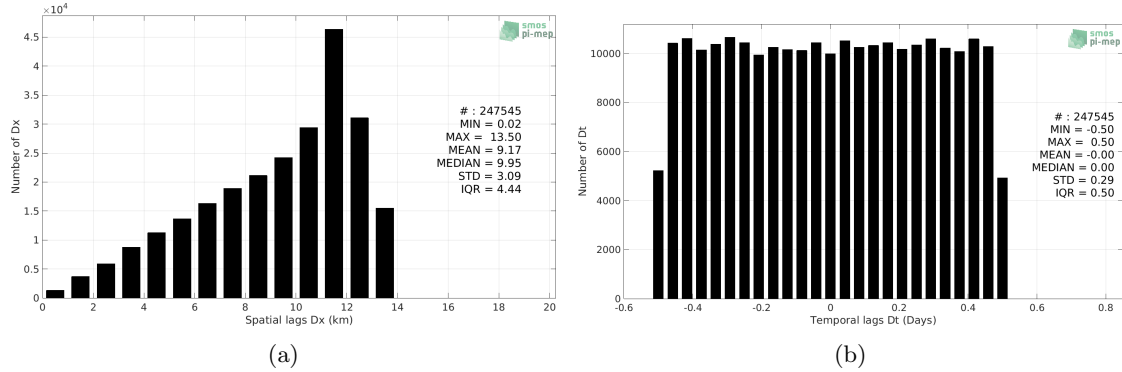 ×10⁴
4.5
4
3.5
3
2.5
2
1.5
1
0.5
0
Number of Dx
0 2 4 6 8 10 12 14 16 18 20
Spatial lags Dx (km)
smos
pi-mep
# : 247545
MIN = 0.02
MAX = 13.50
MEAN = 9.17
MEDIAN = 9.95
STD = 3.09
IQR = 4.44
(a)
10000
8000
6000
4000
2000
0
Number of Dt
-0.6 -0.4 -0.2 0 0.2 0.4 0.6 0.8
Temporal lags Dt (Days)
smos
pi-mep
# : 247545
MIN = -0.50
MAX = 0.50
MEAN = -0.00
MEDIAN = 0.00
STD = 0.29
IQR = 0.50
(b)